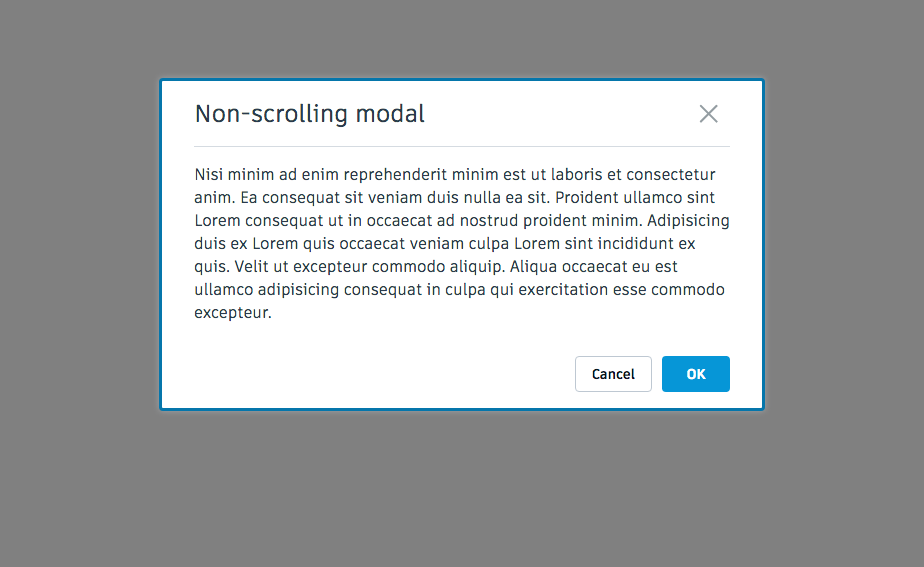 Non-scrolling modal
Nisi minim ad enim reprehenderit minim est ut laboris et consectetur
anim. Ea consequat sit veniam duis nulla ea sit. Proident ullamco sint
Lorem consequat ut in occaecat ad nostrud proident minim. Adipisicing
duis ex Lorem quis occaecat veniam culpa Lorem sint incididunt ex
quis. Velit ut excepteur commodo aliquip. Aliqua occaecat eu est
ullamco adipisicing consequat in culpa qui exercitation esse commodo
excepteur.
Cancel
OK